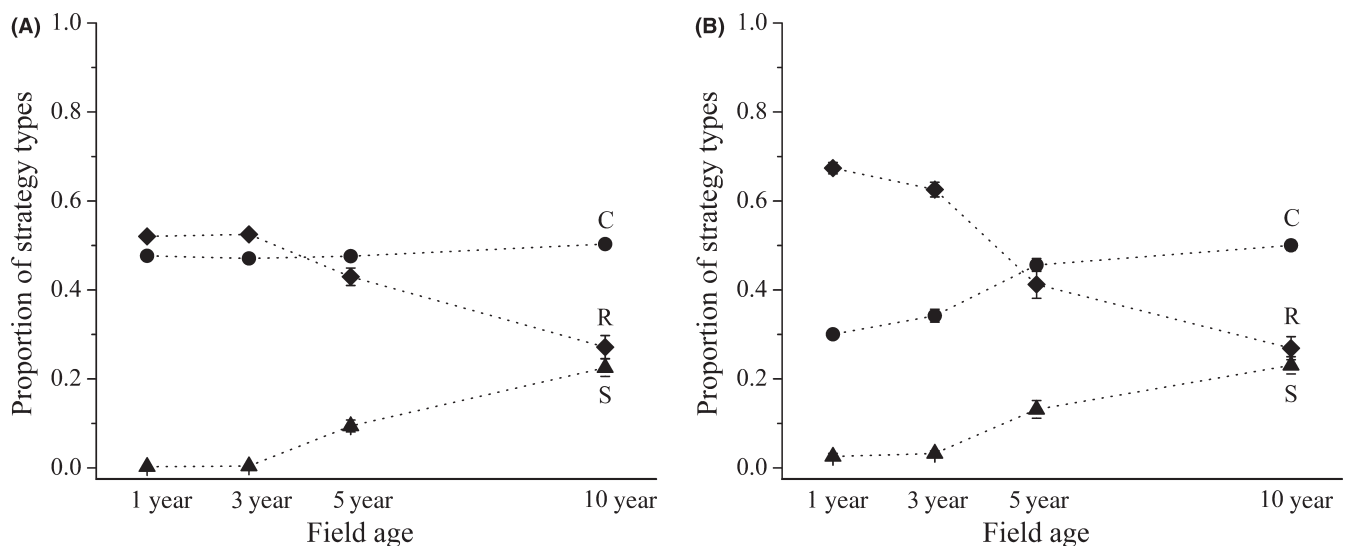 (A)
Proportion of strategy types
1.0
0.8
0.6
0.4
0.2
0.0
C
R
S
1 year 3 year 5 year 10 year
Field age
(B)
Proportion of strategy types
1.0
0.8
0.6
0.4
0.2
0.0
C
R
S
1 year 3 year 5 year 10 year
Field age